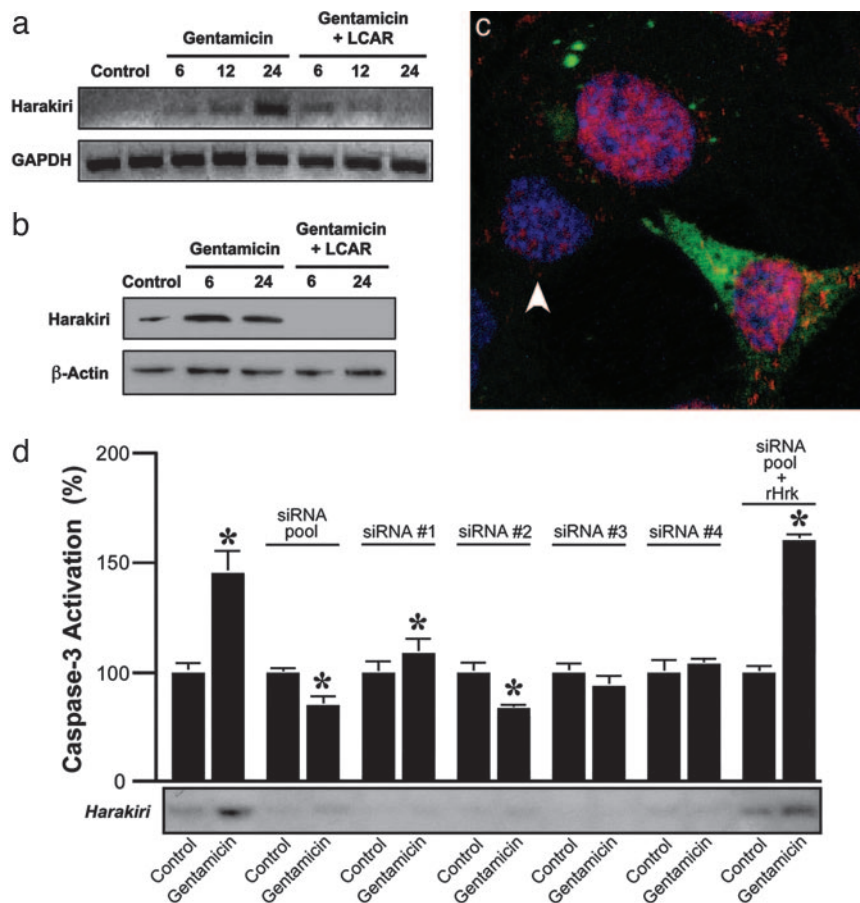 a
Gentamicin
Gentamicin
+ LCAR
Control 6 12 24 6 12 24
Harakiri
GAPDH
b
Gentamicin
Gentamicin
+ LCAR
Control 6 24 6 24
Harakiri
β-Actin
c
d
Caspase-3 Activation (%)
200
150
100
0
*
siRNA
pool
*
siRNA #1
*
siRNA #2
*
siRNA #3
siRNA #4
siRNA
pool
+
rHrk
*
Harakiri
Control
Gentamicin
Control
Gentamicin
Control
Gentamicin
Control
Gentamicin
Control
Gentamicin
Control
Gentamicin
Control
Gentamicin